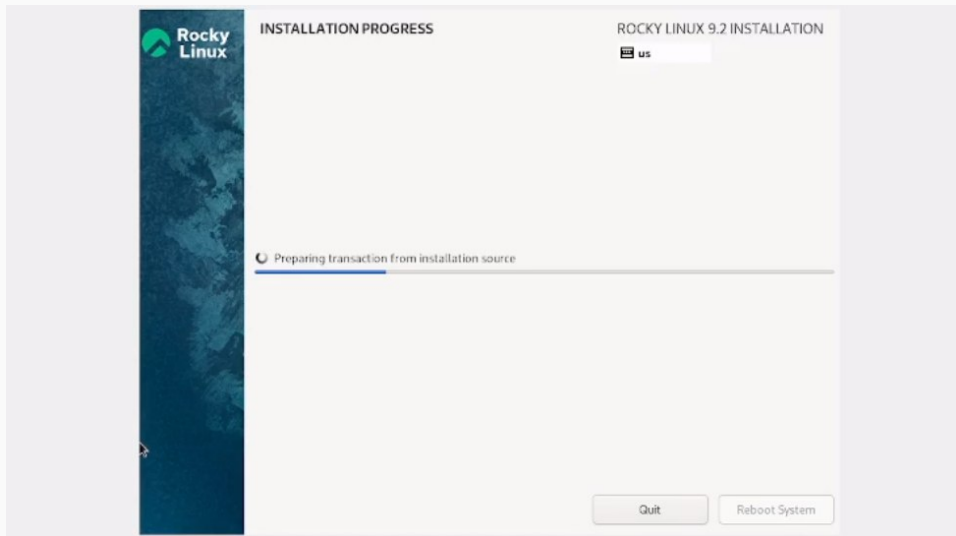 Rocky
Linux
INSTALLATION PROGRESS
ROCKY LINUX 9.2 INSTALLATION
us
Preparing transaction from installation source
Quit
Reboot System